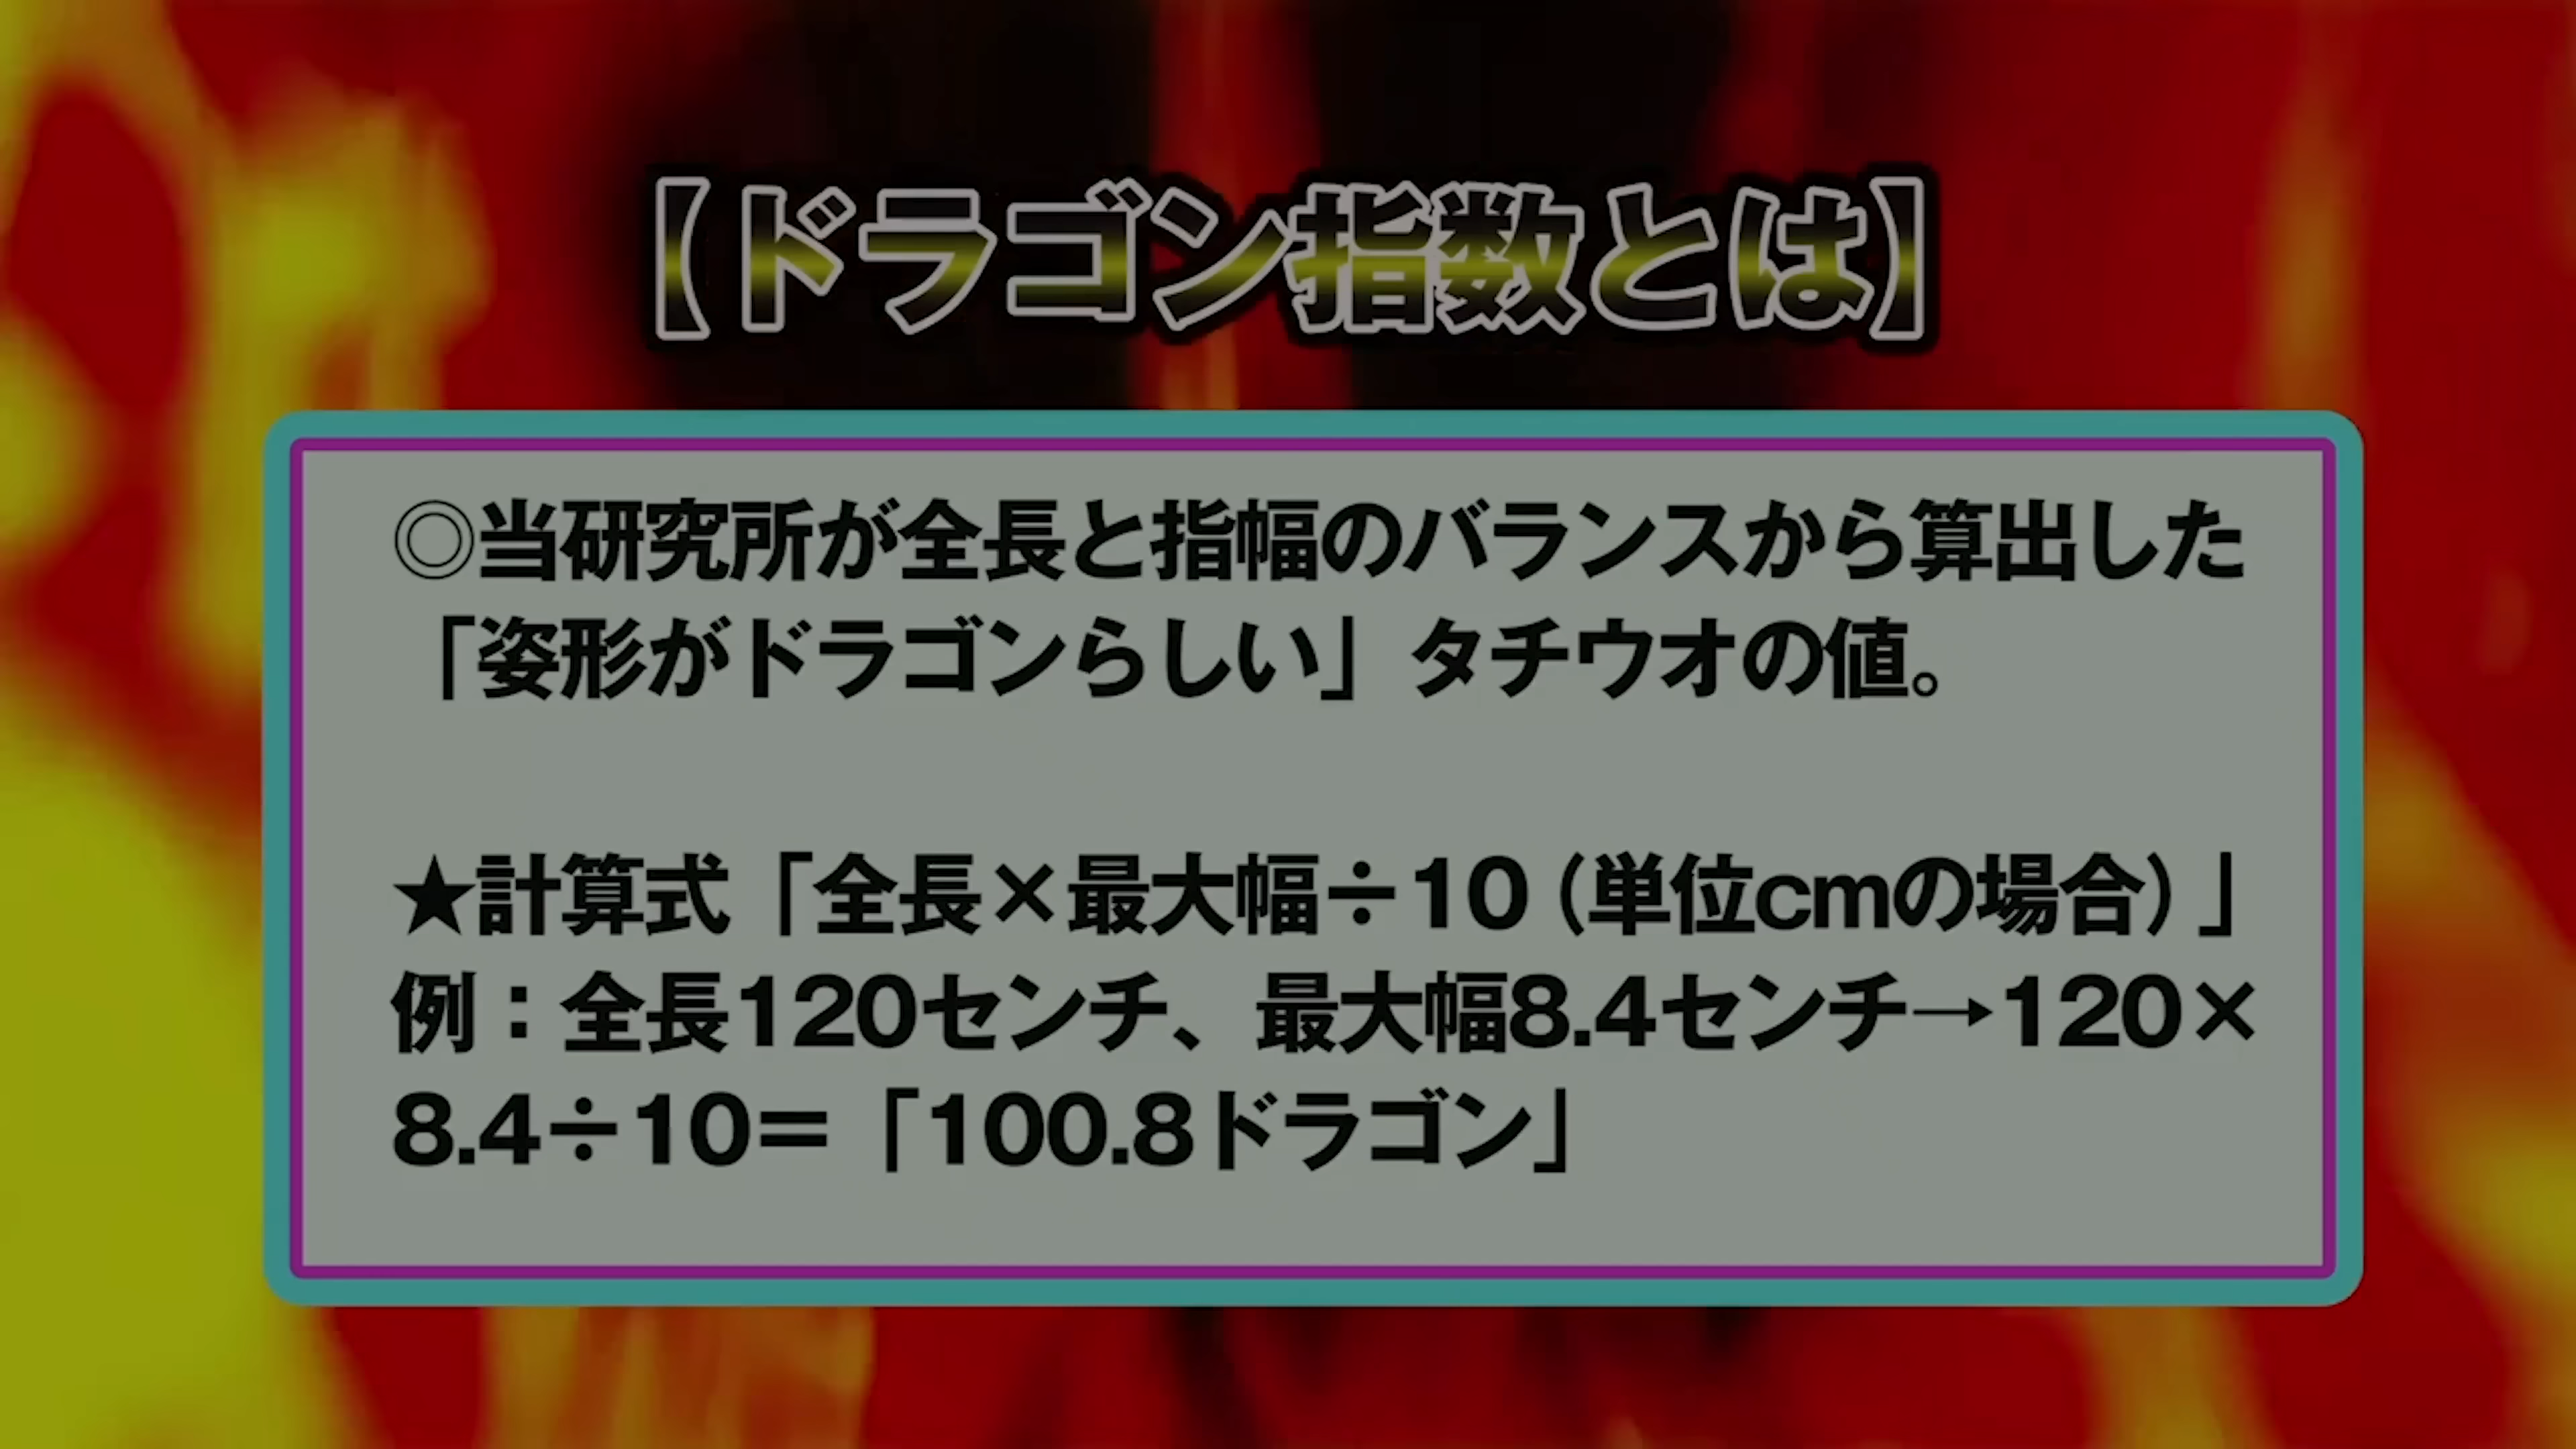 【ドラゴン指数とは】
◎当研究所が全長と指幅のバランスから算出した
「姿形がドラゴンらしい」タチウオの値。
★計算式「全長×最大幅÷10（単位cmの場合）」
例：全長120センチ、最大幅8.4センチ→120×
8.4÷10＝「100.8ドラゴン」